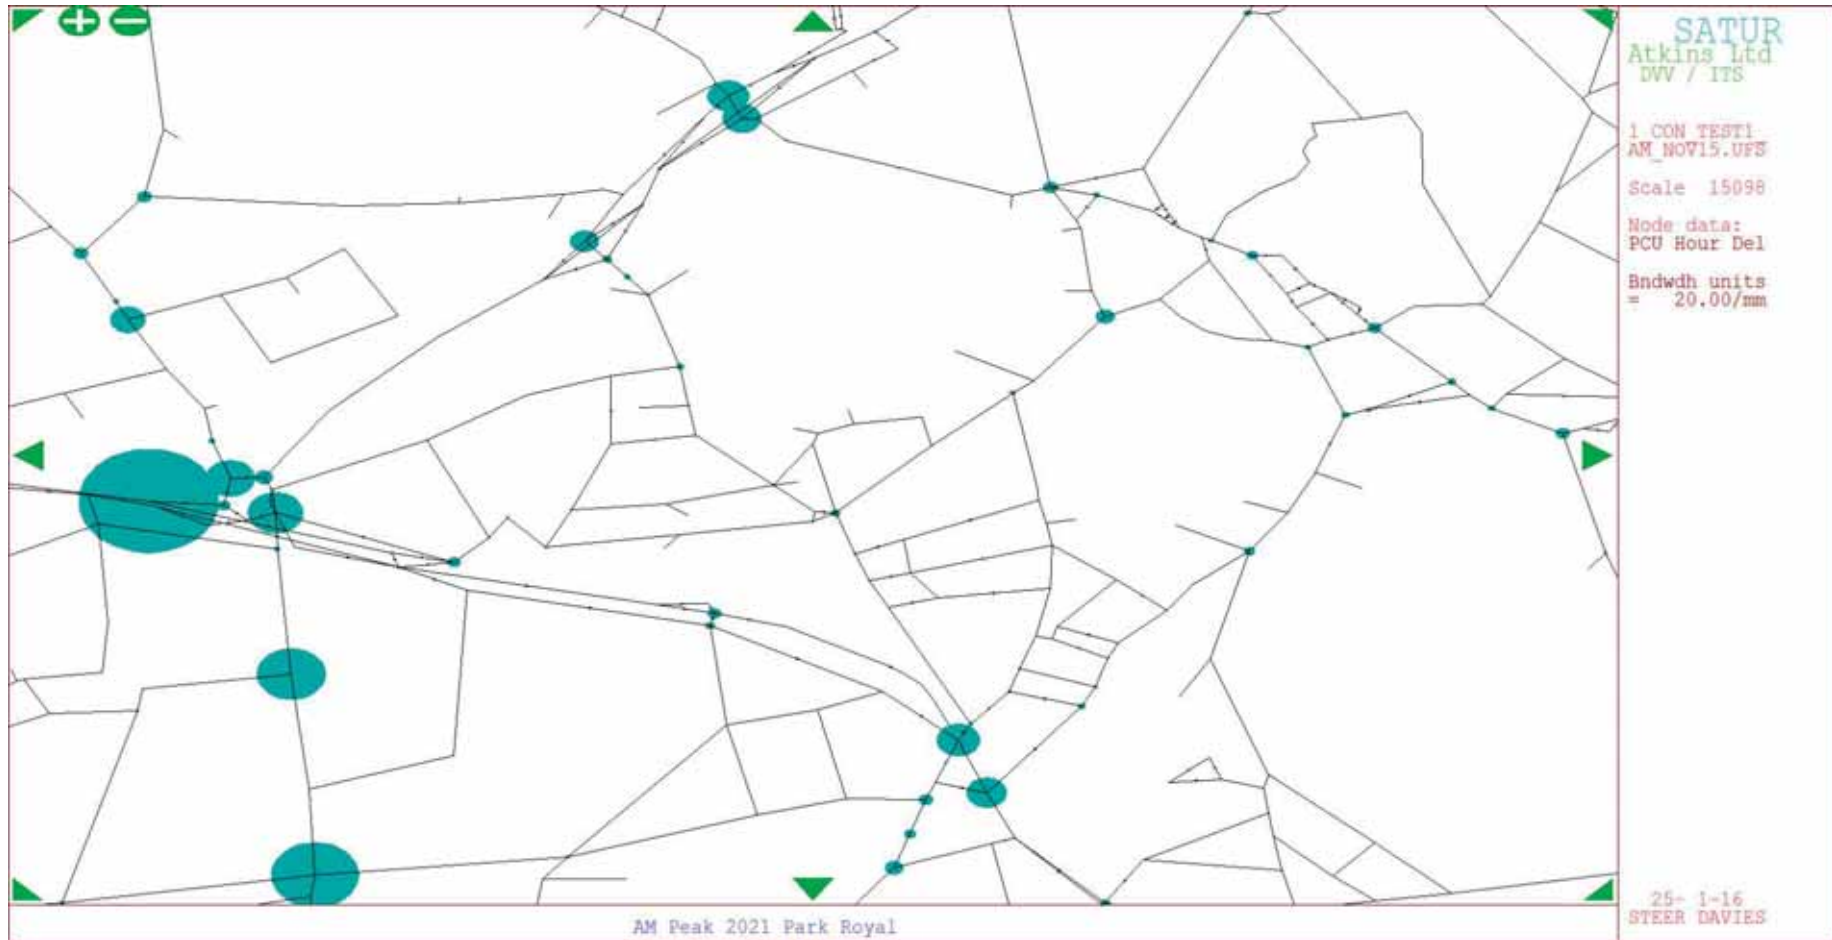 SATUR
Atkins Ltd
DVV / ITS
1 CON TEST1
AM_NOV15.UFS
Scale 15098
Node data:
PCU Hour Del
Bndwdh units
= 20.00/mm
25- 1-16
STEER DAVIES
AM Peak 2021 Park Royal